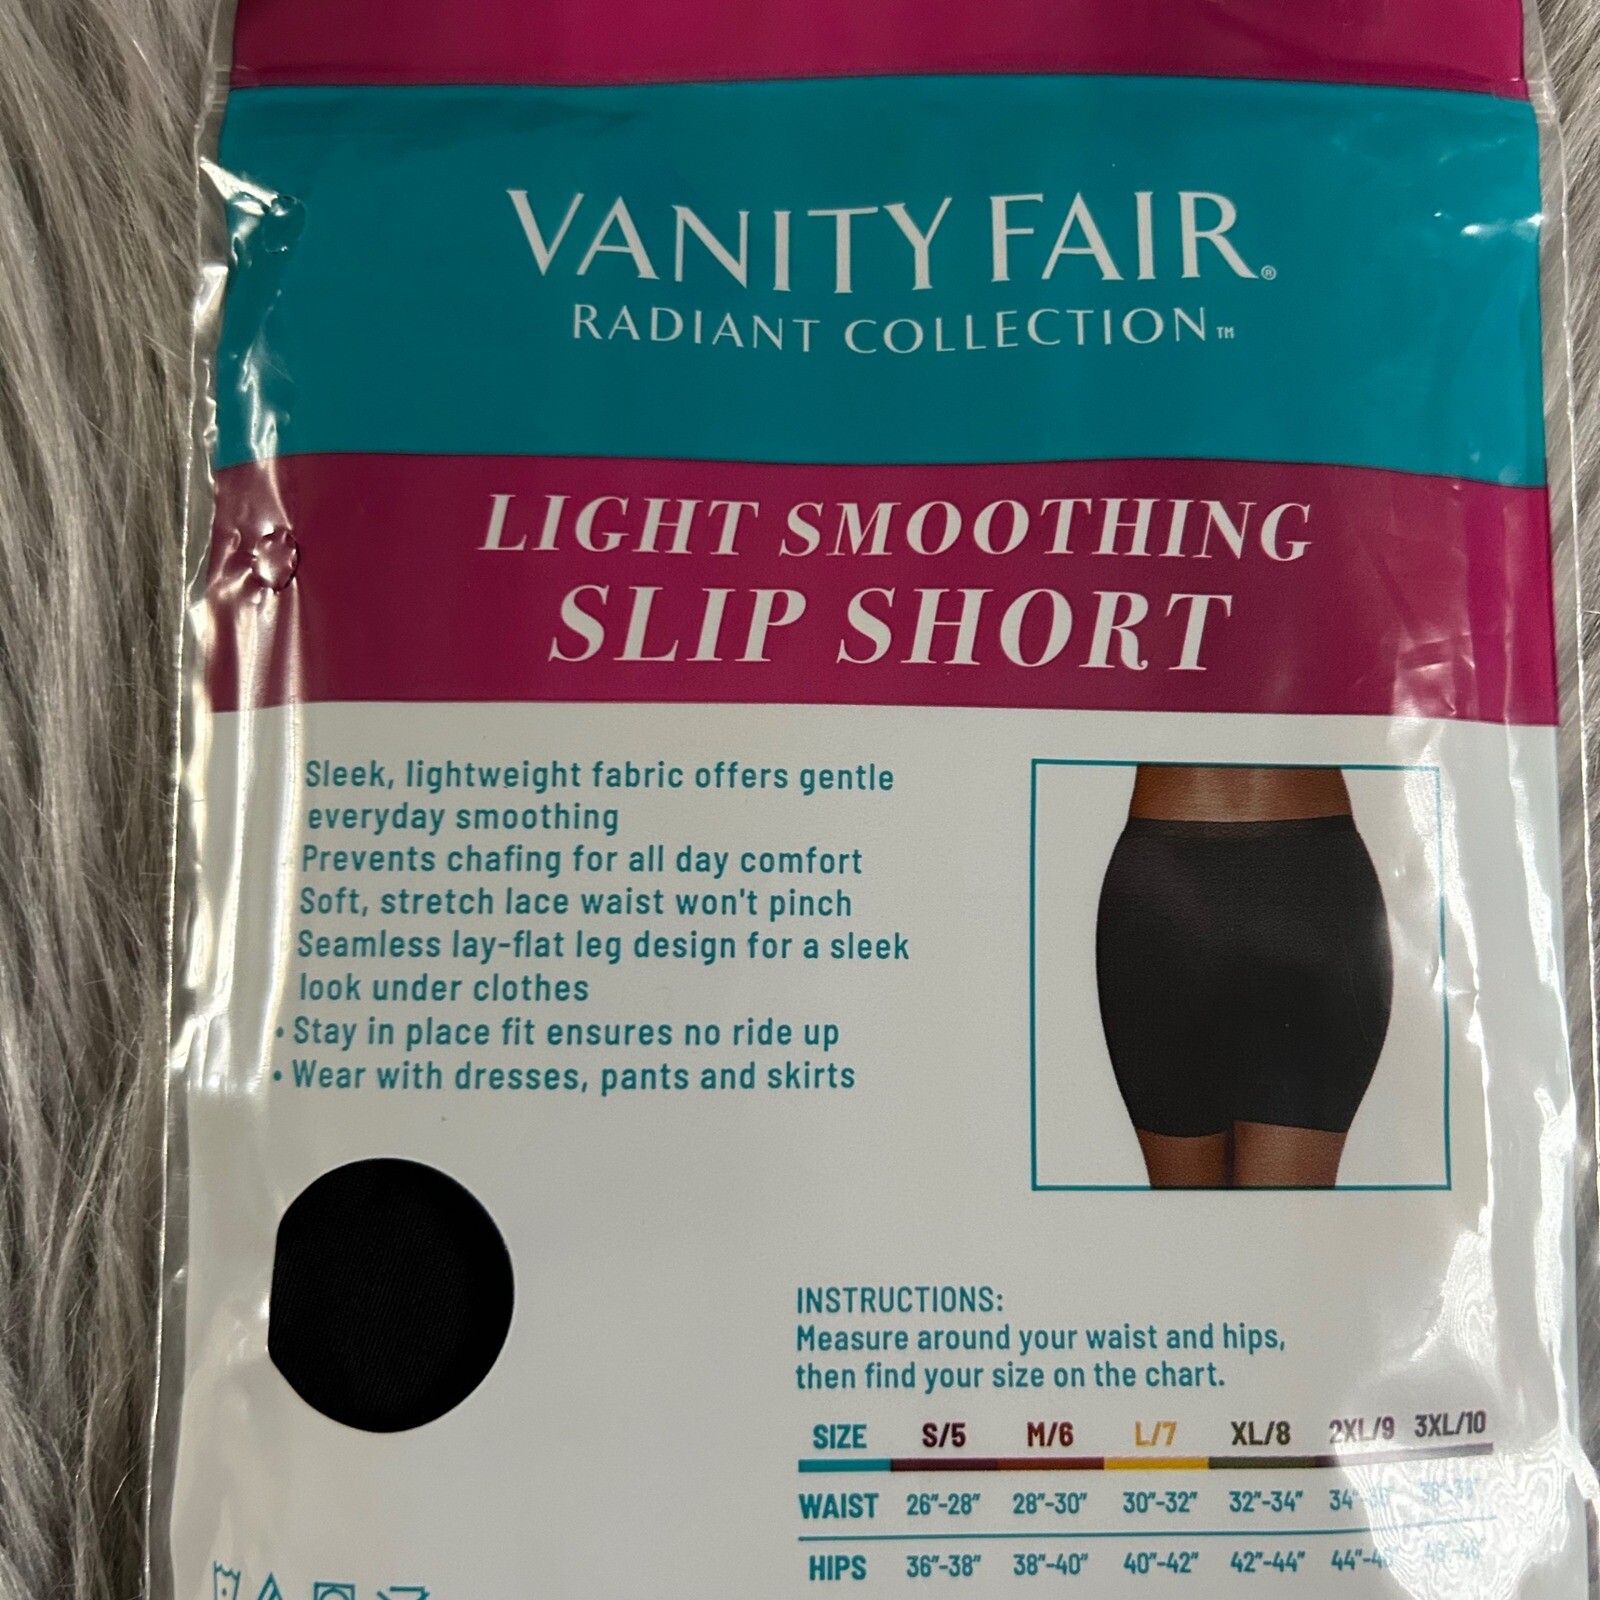 VANITY FAIR®
RADIANT COLLECTION™
LIGHT SMOOTHING
SLIP SHORT
Sleek, lightweight fabric offers gentle
everyday smoothing
Prevents chafing for all day comfort
Soft, stretch lace waist won't pinch
Seamless lay-flat leg design for a sleek
look under clothes
• Stay in place fit ensures no ride up
• Wear with dresses, pants and skirts
INSTRUCTIONS:
Measure around your waist and hips,
then find your size on the chart.
SIZE S/5 M/6 L/7 XL/8 2XL/9 3XL/10
WAIST 26"-28" 28"-30" 30"-32" 32"-34"
HIPS 36"-38" 38"-40" 40"-42" 42"-44"